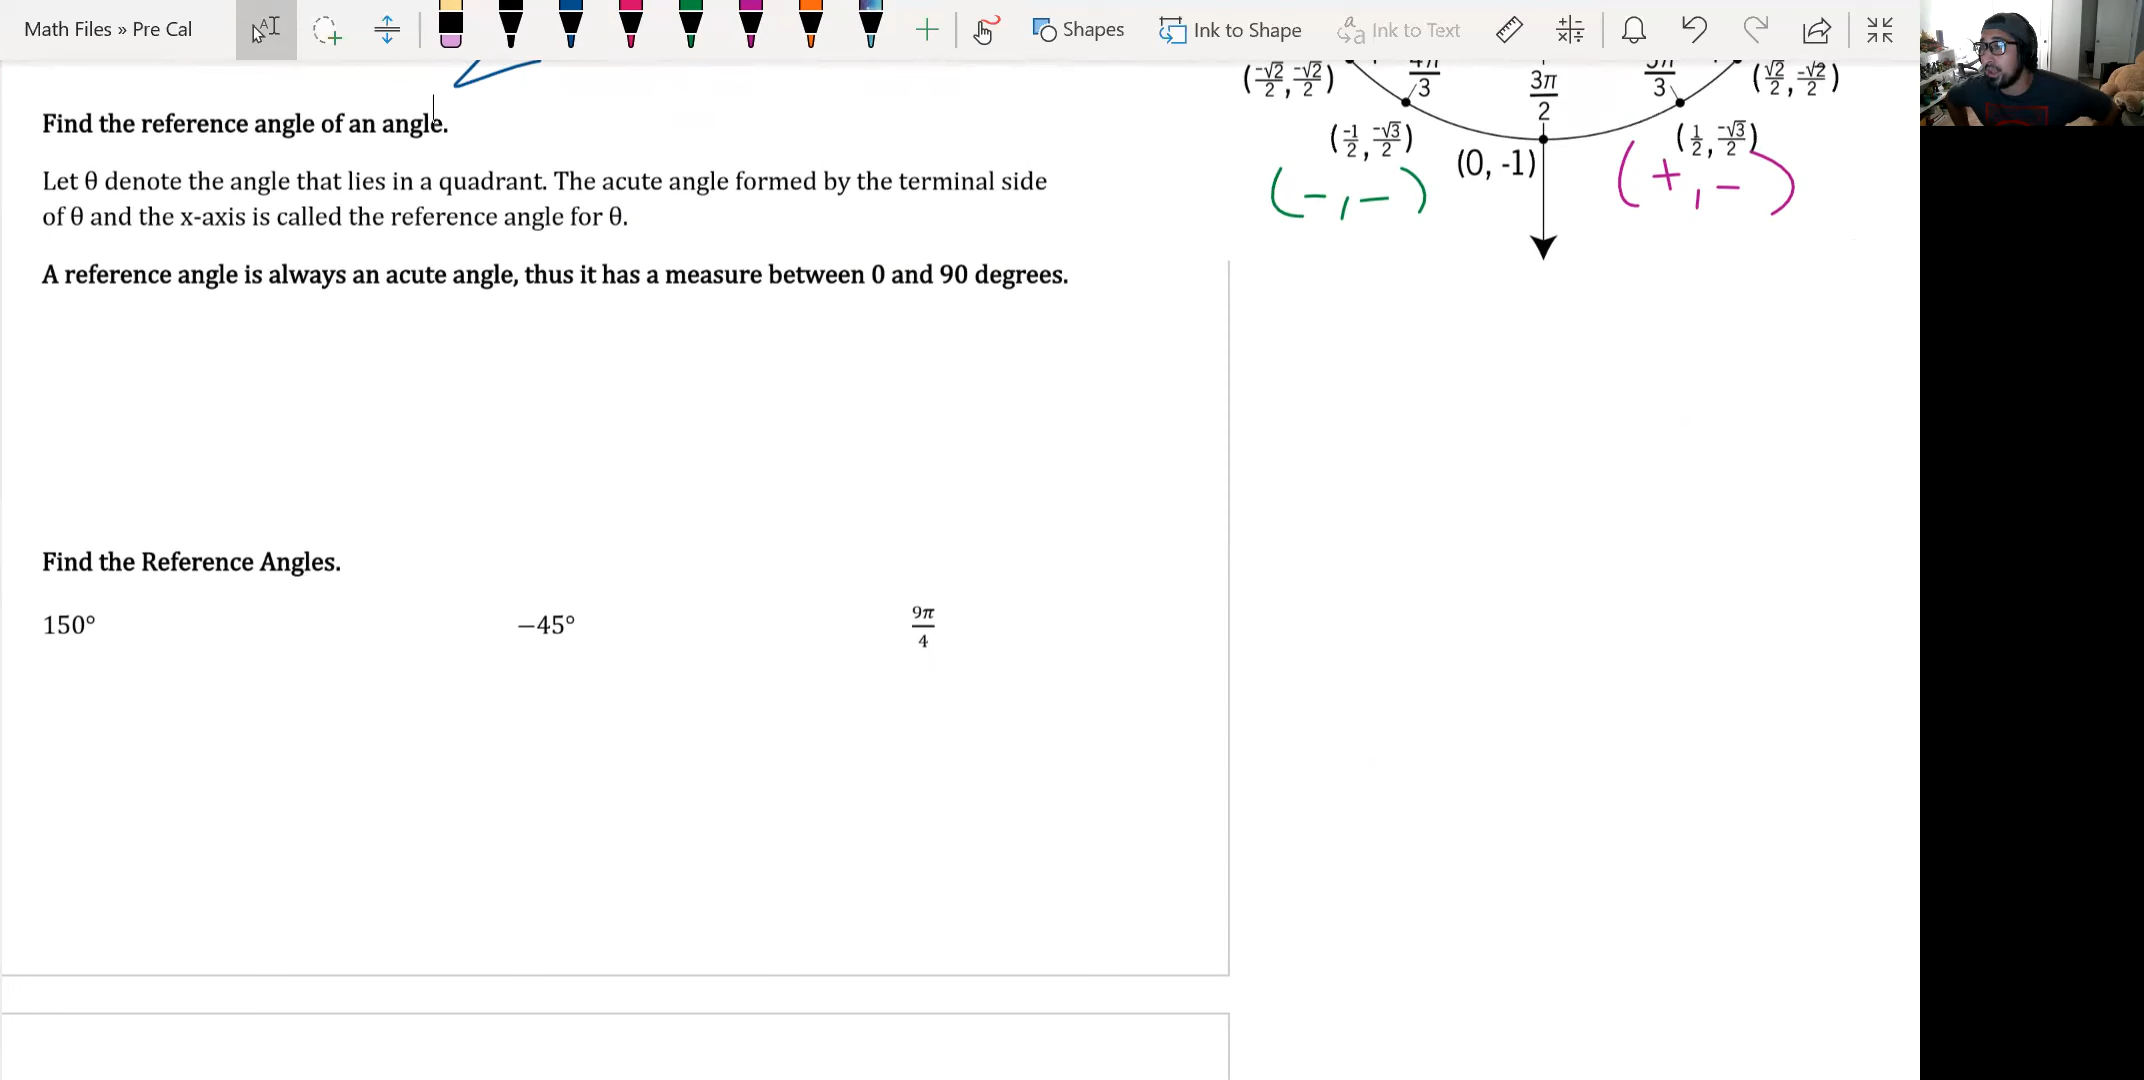 Math Files » Pre Cal
Shapes
Ink to Shape
Ink to Text
Find the reference angle of an angle.
Let θ denote the angle that lies in a quadrant. The acute angle formed by the terminal side
of θ and the x-axis is called the reference angle for θ.
A reference angle is always an acute angle, thus it has a measure between 0 and 90 degrees.
Find the Reference Angles.
150°
−45°
9π/4
(-√2/2, -√2/2)
3
3π/2
3
(√2/2, -√2/2)
(-1/2, -√3/2)
(0, -1)
(1/2, -√3/2)
(-,-)
(+,-)